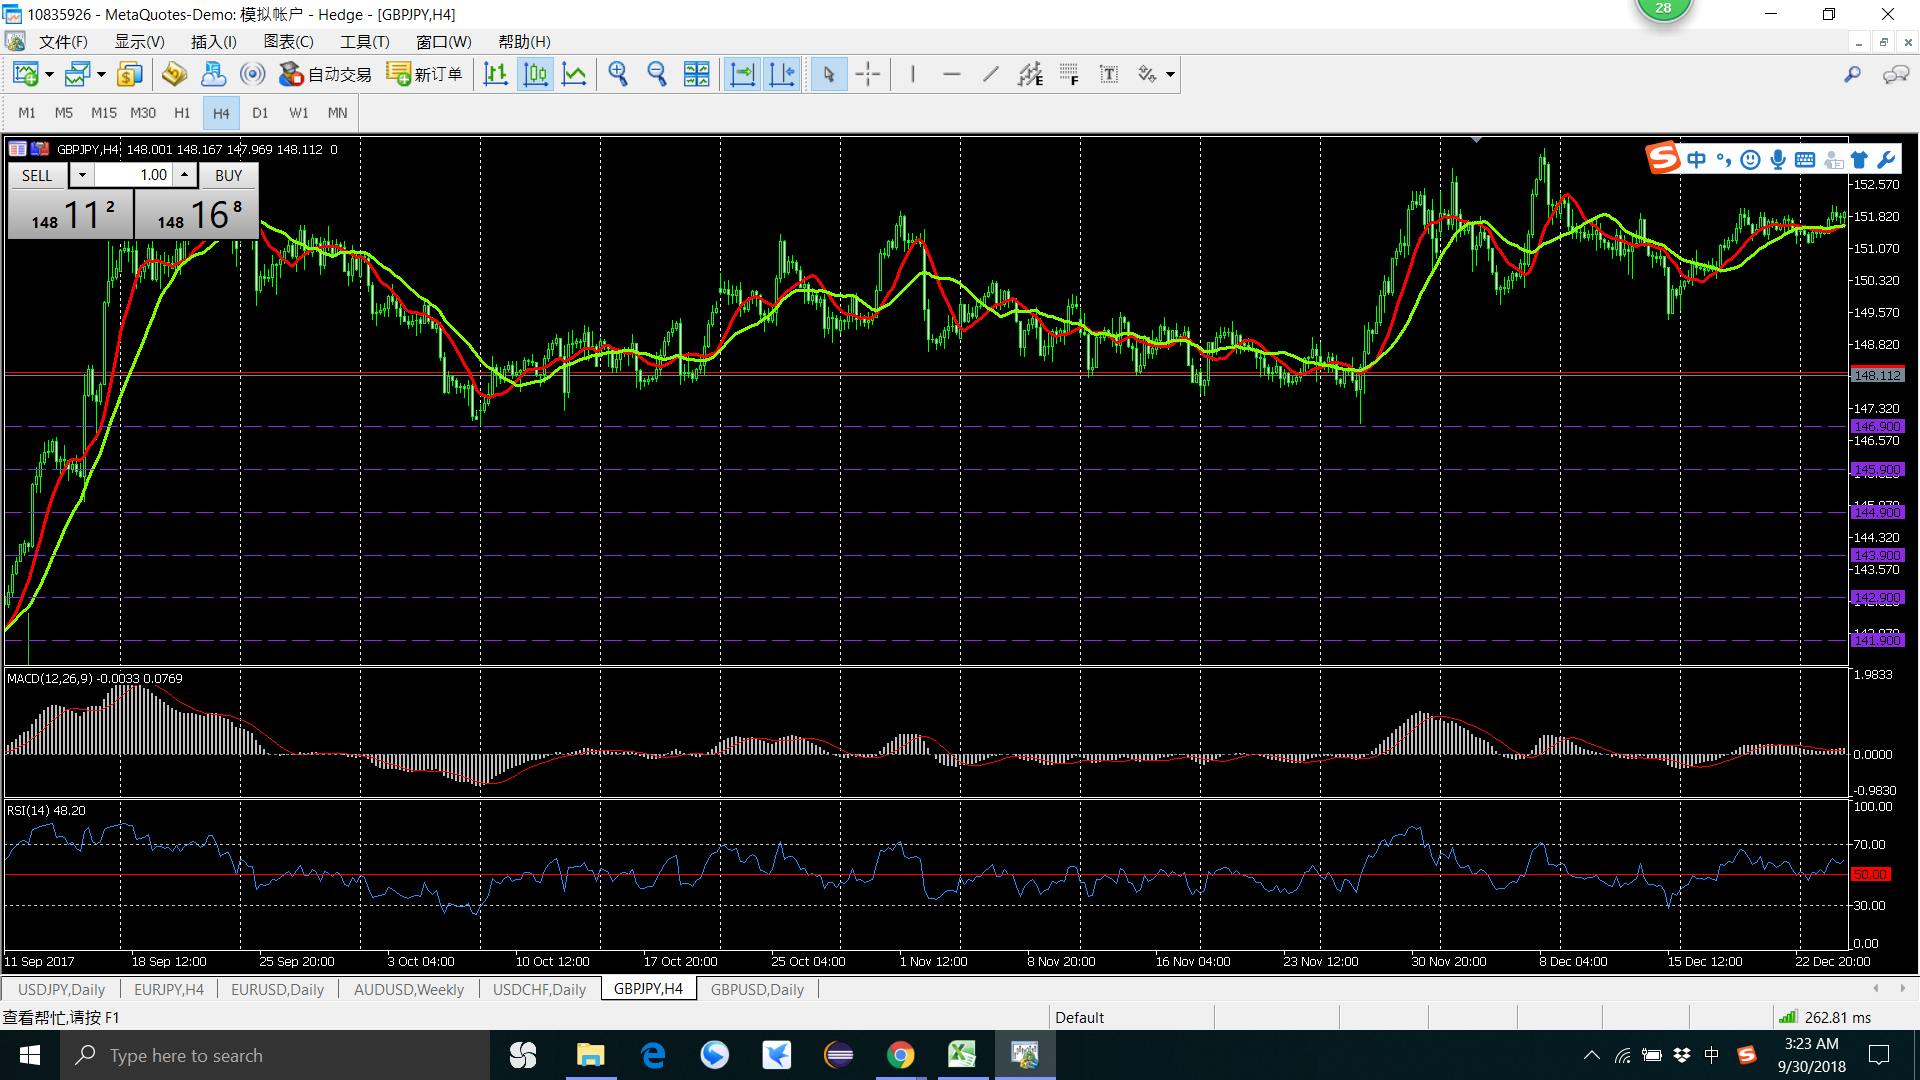 28
10835926 - MetaQuotes-Demo: 模拟帐户 - Hedge - [GBPJPY,H4]
文件(F) 显示(V) 插入(I) 图表(C) 工具(T) 窗口(W) 帮助(H)
自动交易 新订单 E F T
M1 M5 M15 M30 H1 H4 D1 W1 MN
GBPJPY,H4 148.001 148.167 147.969 148.112 0
SELL 1.00 BUY
148 11 2 148 16 8
中
152.570
151.820
151.070
150.320
149.570
148.820
148.112
147.320
146.900
146.570
145.900
144.900
144.320
143.900
143.570
142.900
141.900
MACD(12,26,9) -0.0033 0.0769
1.9833
0.0000
-0.9830
RSI(14) 48.20
100.00
70.00
50.00
30.00
0.00
11 Sep 2017 18 Sep 12:00 25 Sep 20:00 3 Oct 04:00 10 Oct 12:00 17 Oct 20:00 25 Oct 04:00 1 Nov 12:00 8 Nov 20:00 16 Nov 04:00 23 Nov 12:00 30 Nov 20:00 8 Dec 04:00 15 Dec 12:00 22 Dec 20:00
USDJPY,Daily EURJPY,H4 EURUSD,Daily AUDUSD,Weekly USDCHF,Daily GBPJPY,H4 GBPUSD,Daily
查看帮忙,请按 F1 Default 262.81 ms
Type here to search 中 3:23 AM
9/30/2018